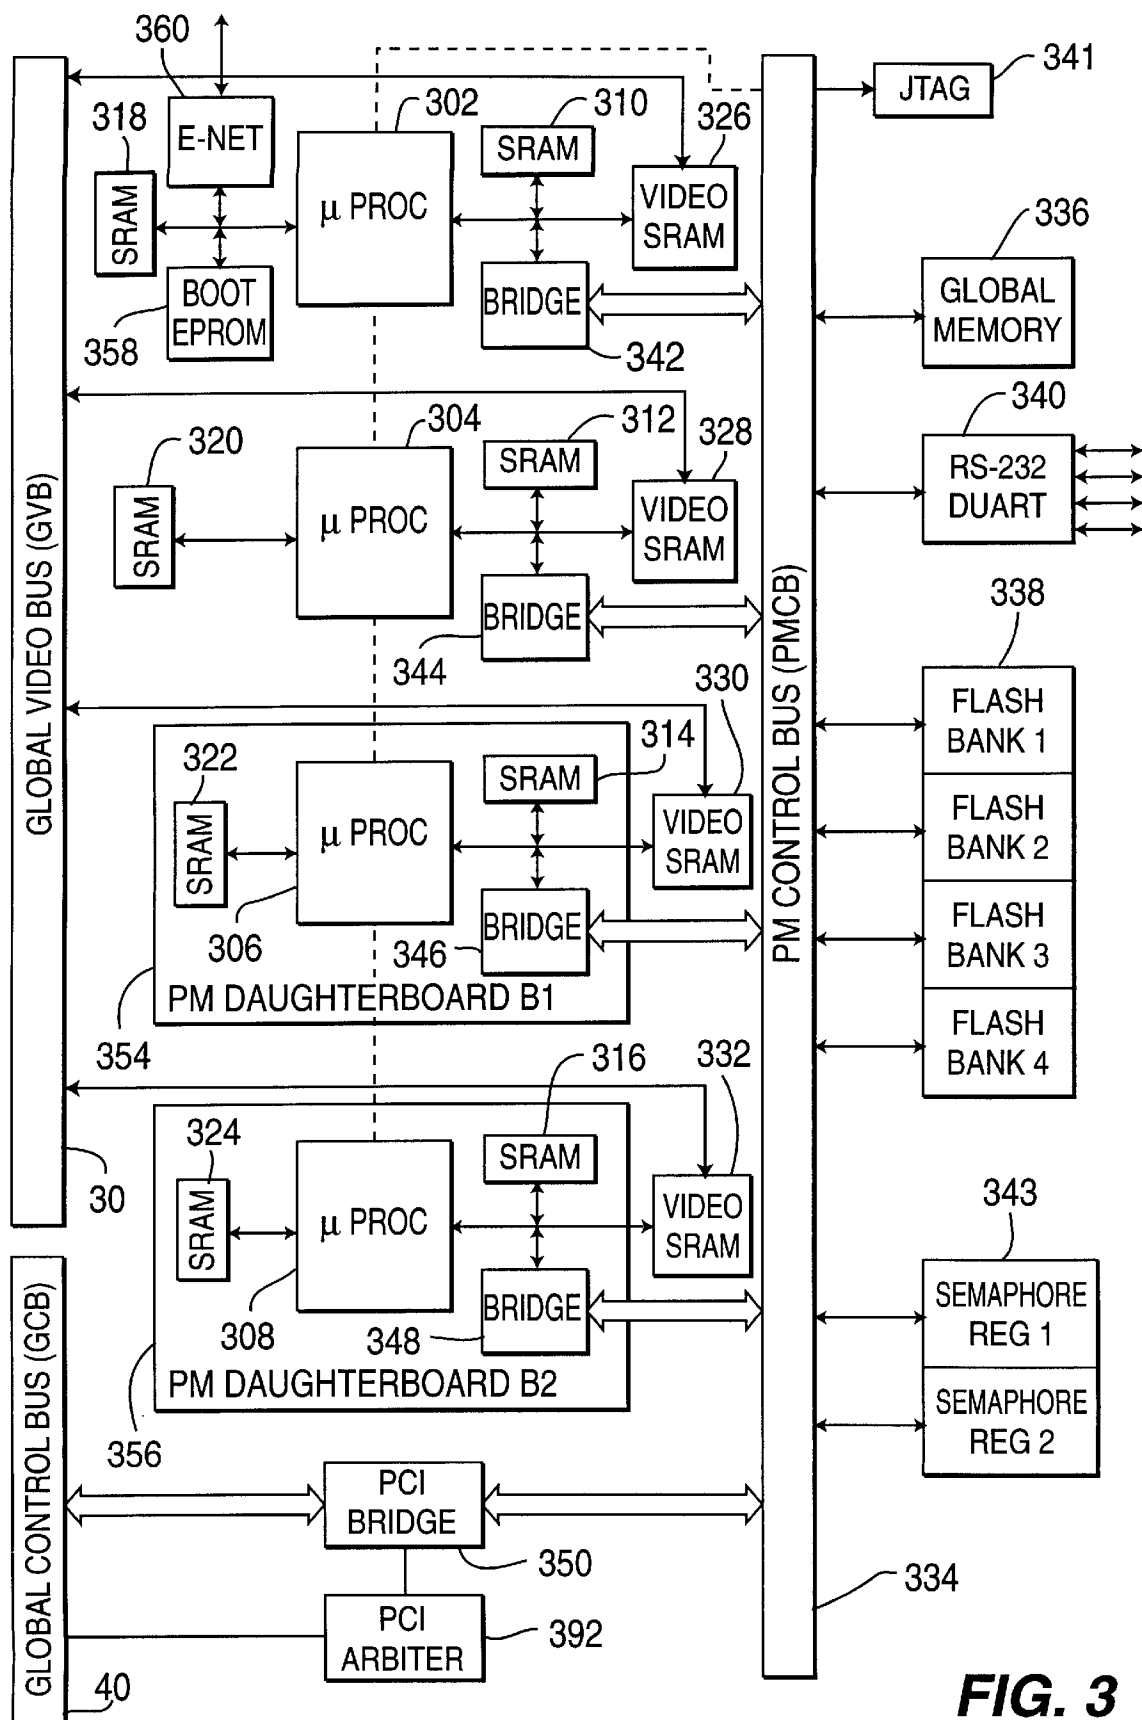 360
302
310
326
341
JTAG
318
E-NET
SRAM
SRAM
μ PROC
VIDEO
SRAM
336
BOOT
EPROM
BRIDGE
GLOBAL
MEMORY
358
342
304
312
328
340
320
SRAM
SRAM
μ PROC
VIDEO
SRAM
RS-232
DUART
BRIDGE
344
338
GLOBAL VIDEO BUS (GVB)
PM CONTROL BUS (PMCB)
330
322
314
SRAM
SRAM
μ PROC
VIDEO
SRAM
FLASH
BANK 1
FLASH
BANK 2
306
346
BRIDGE
FLASH
BANK 3
PM DAUGHTERBOARD B1
354
FLASH
BANK 4
316
332
324
SRAM
SRAM
μ PROC
VIDEO
SRAM
30
343
308
348
BRIDGE
SEMAPHORE
REG 1
PM DAUGHTERBOARD B2
356
SEMAPHORE
REG 2
GLOBAL CONTROL BUS (GCB)
PCI
BRIDGE
350
334
PCI
ARBITER
392
40
FIG. 3